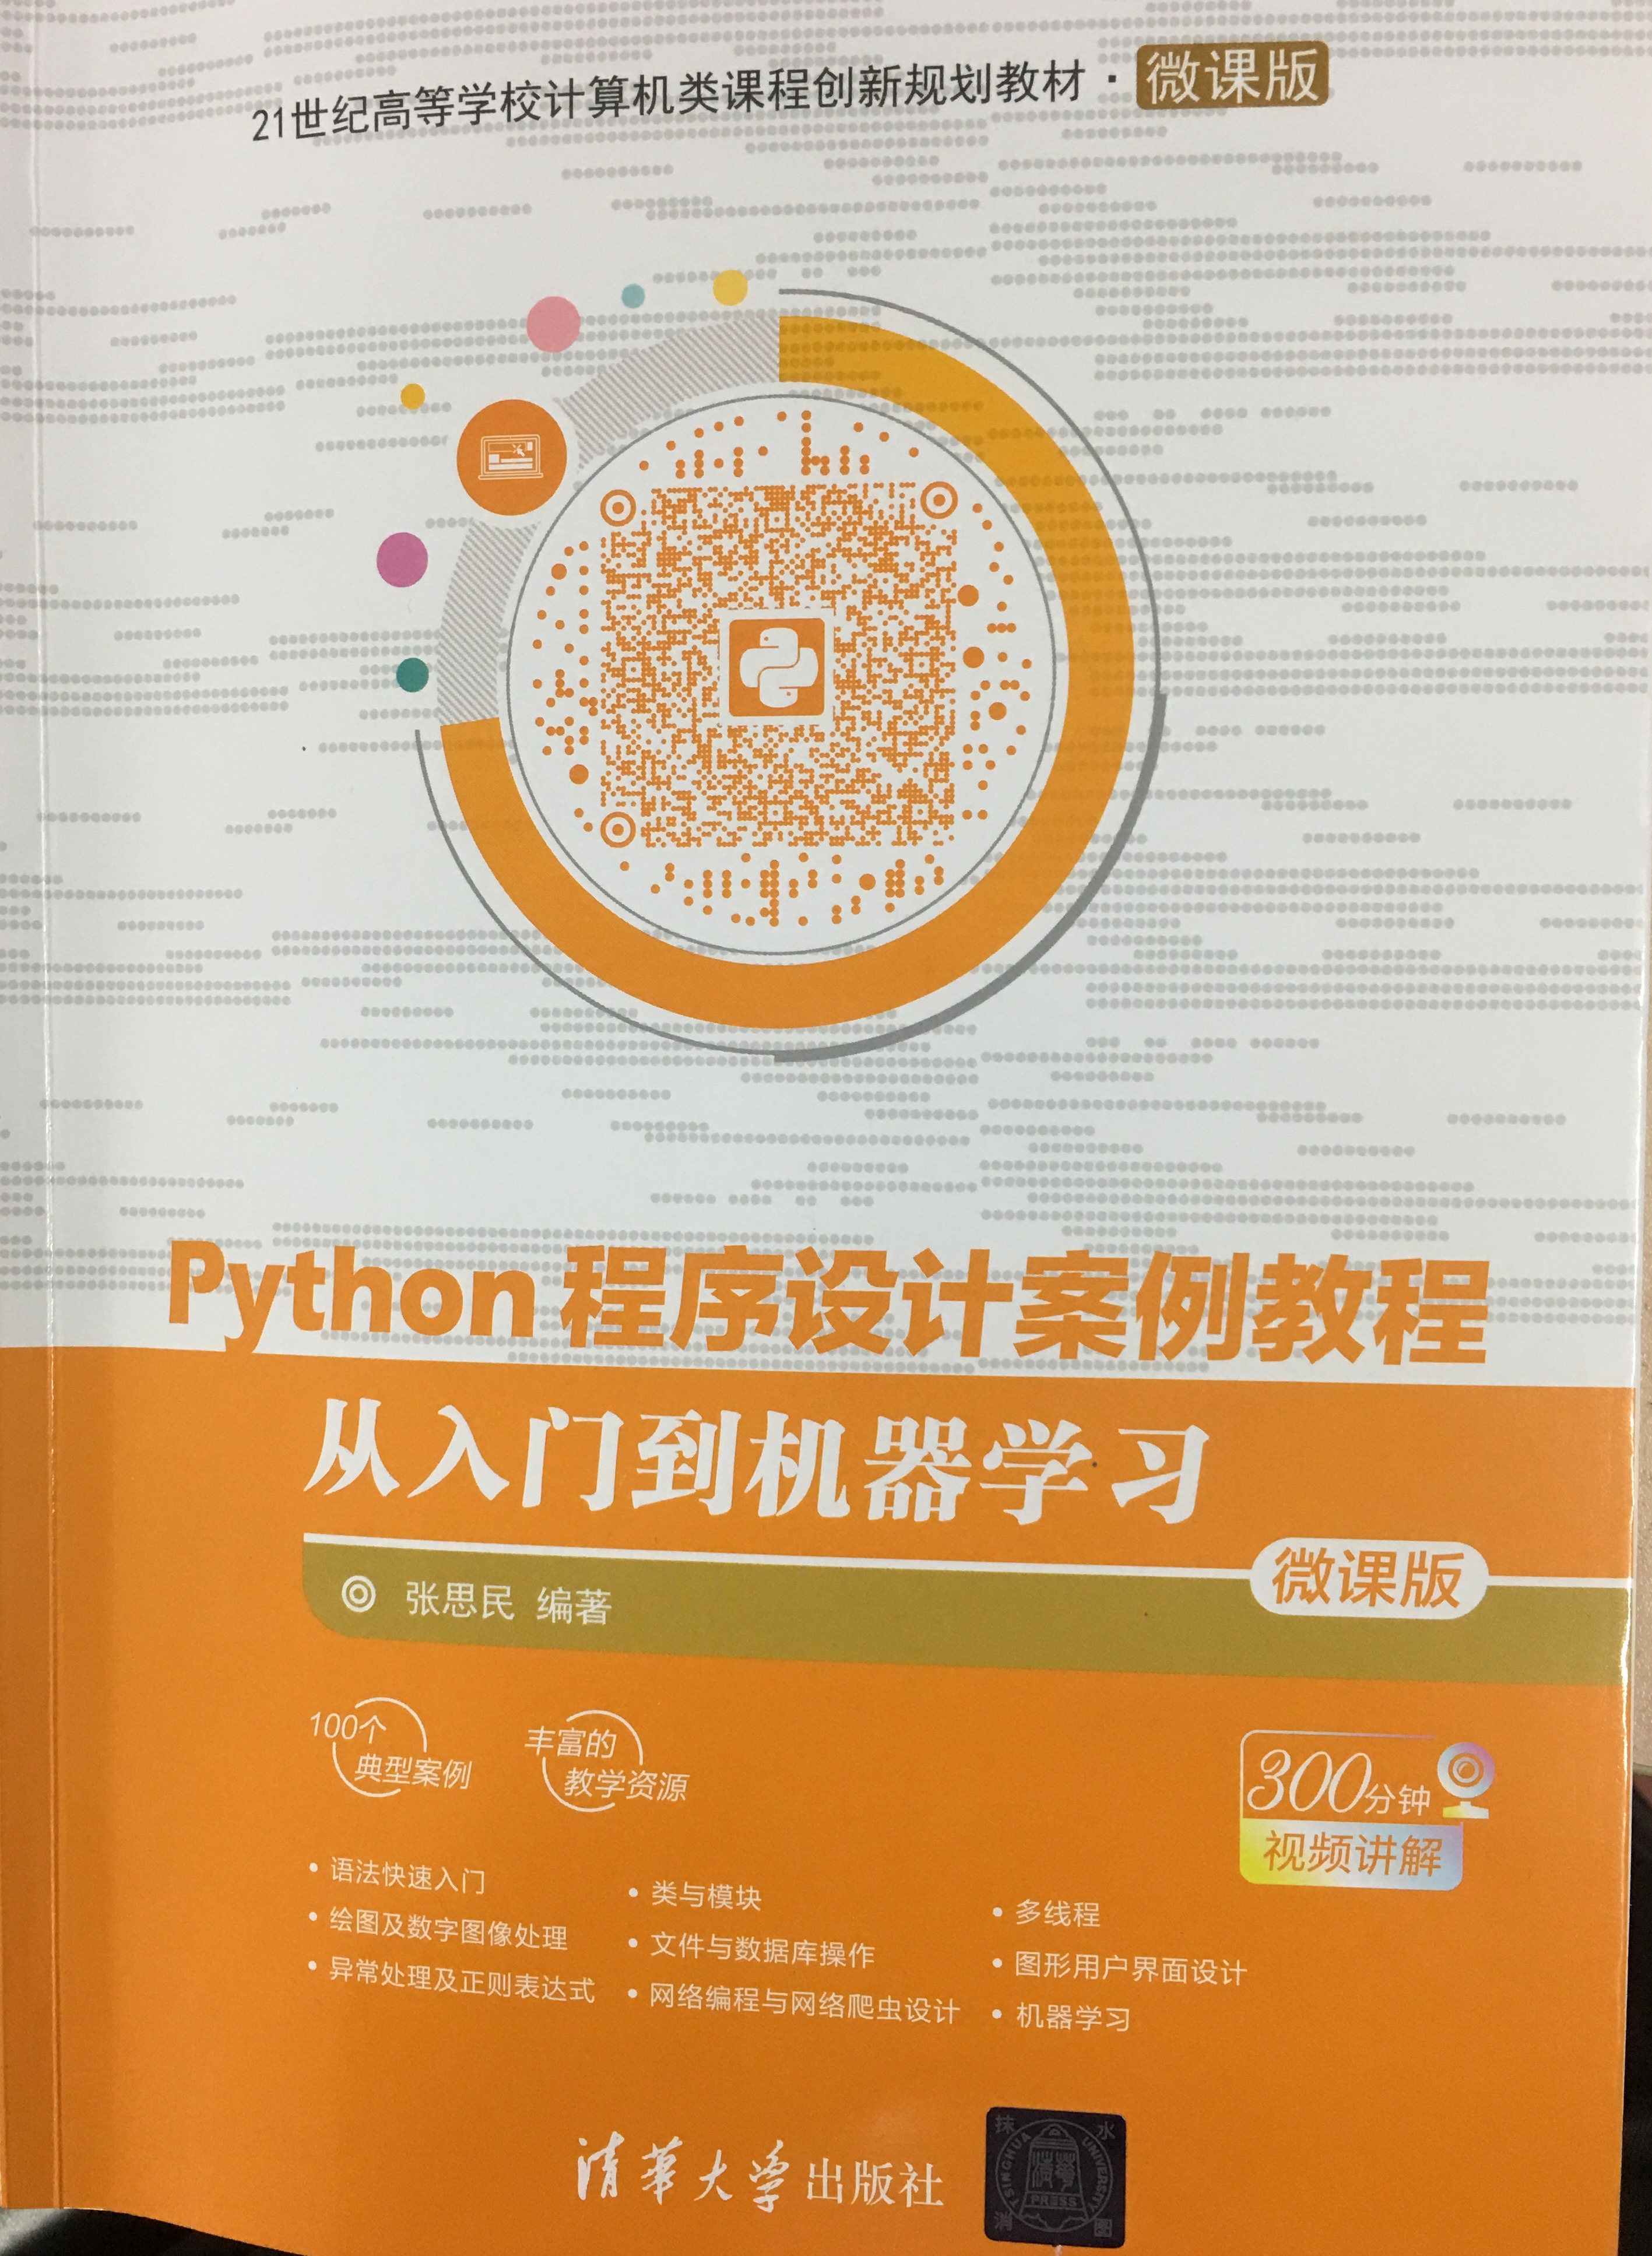 21世纪高等学校计算机类课程创新规划教材·微课版
Python程序设计案例教程
从入门到机器学习
微课版
张思民 编著
100个
典型案例
丰富的
教学资源
300分钟
视频讲解
• 语法快速入门
• 绘图及数字图像处理
• 异常处理及正则表达式
• 类与模块
• 文件与数据库操作
• 网络编程与网络爬虫设计
• 多线程
• 图形用户界面设计
• 机器学习
清华大学出版社
TSINGHUA UNIVERSITY
清华
PRESS